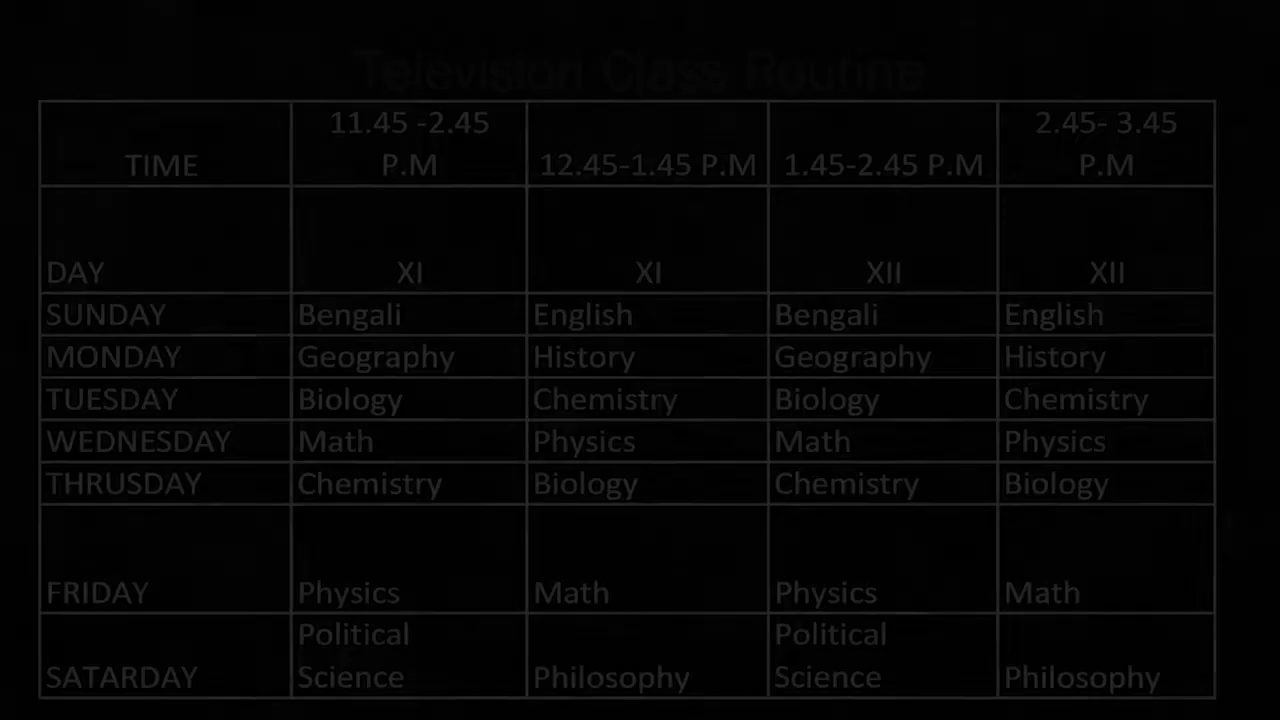 Television Class Routine
TIME 11.45 -2.45 P.M 12.45-1.45 P.M 1.45-2.45 P.M 2.45- 3.45 P.M
DAY XI XI XII XII
SUNDAY Bengali English Bengali English
MONDAY Geography History Geography History
TUESDAY Biology Chemistry Biology Chemistry
WEDNESDAY Math Physics Math Physics
THRUSDAY Chemistry Biology Chemistry Biology
FRIDAY Physics Math Physics Math
SATARDAY Political Science Philosophy Political Science Philosophy